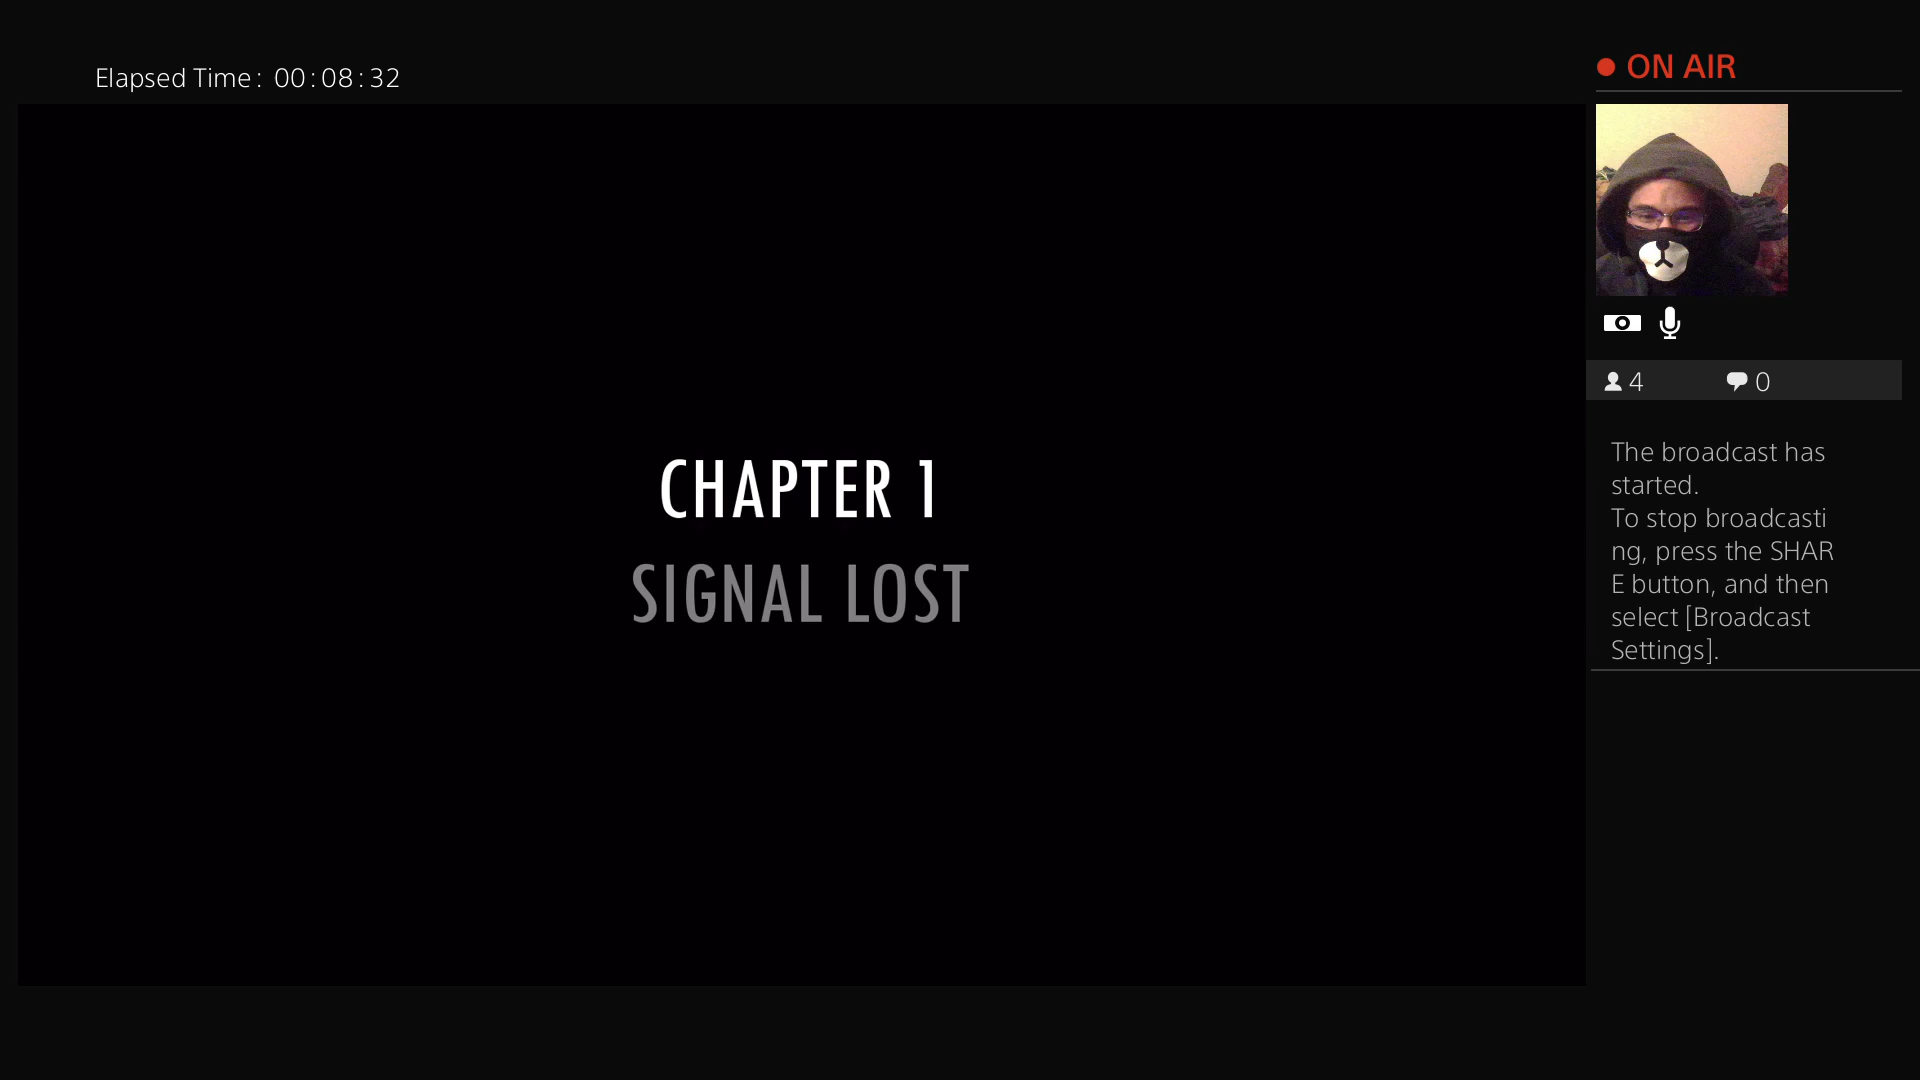 Elapsed Time: 00:08:32
ON AIR
4 0
The broadcast has
started.
To stop broadcasti
ng, press the SHAR
E button, and then
select [Broadcast
Settings].
CHAPTER 1
SIGNAL LOST